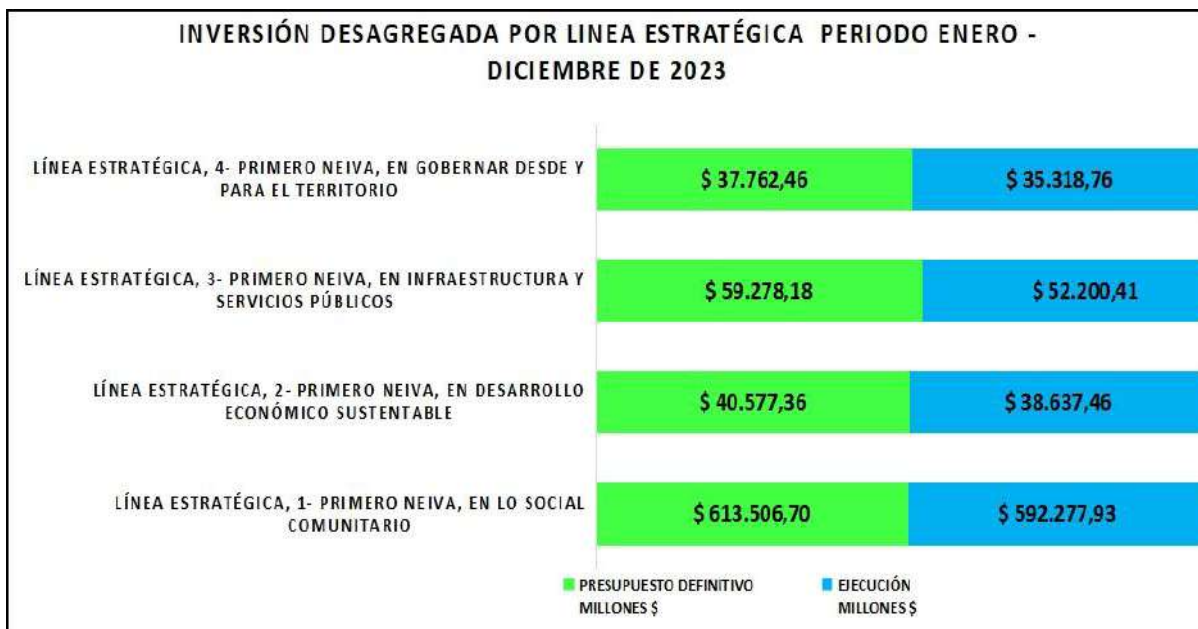 INVERSIÓN DESAGREGADA POR LINEA ESTRATÉGICA PERIODO ENERO -
DICIEMBRE DE 2023
LÍNEA ESTRATÉGICA, 4- PRIMERO NEIVA, EN GOBERNAR DESDE Y
PARA EL TERRITORIO
$ 37.762,46
$ 35.318,76
LÍNEA ESTRATÉGICA, 3- PRIMERO NEIVA, EN INFRAESTRUCTURA Y
SERVICIOS PÚBLICOS
$ 59.278,18
$ 52.200,41
LÍNEA ESTRATÉGICA, 2- PRIMERO NEIVA, EN DESARROLLO
ECONÓMICO SUSTENTABLE
$ 40.577,36
$ 38.637,46
LÍNEA ESTRATÉGICA, 1- PRIMERO NEIVA, EN LO SOCIAL
COMUNITARIO
$ 613.506,70
$ 592.277,93
PRESUPUESTO DEFINITIVO
MILLONES $
EJECUCIÓN
MILLONES $